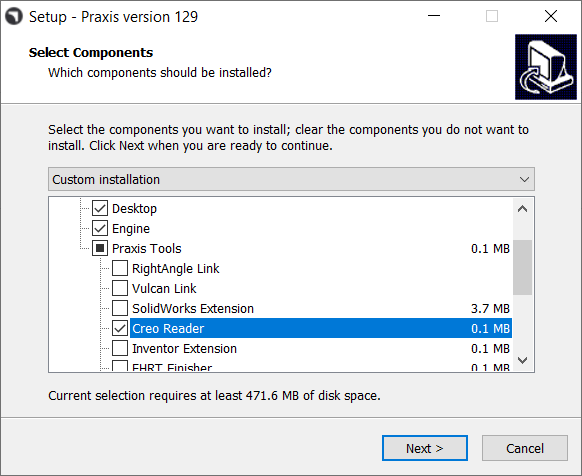 Setup - Praxis version 129
Select Components
Which components should be installed?
Select the components you want to install; clear the components you do not want to
install. Click Next when you are ready to continue.
Custom installation
Desktop
Engine
Praxis Tools 0.1 MB
RightAngle Link
Vulcan Link
SolidWorks Extension 3.7 MB
Creo Reader 0.1 MB
Inventor Extension 0.1 MB
FHRT Finisher 0.1 MB
Current selection requires at least 471.6 MB of disk space.
Next >
Cancel